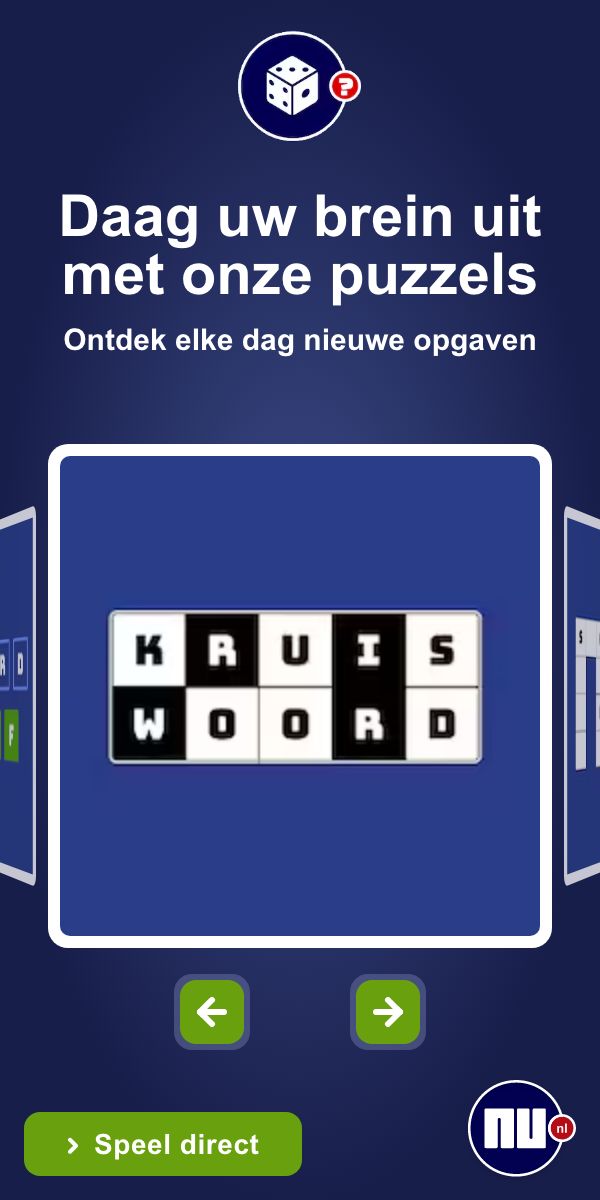 ?
Daag uw brein uit
met onze puzzels
Ontdek elke dag nieuwe opgaven
KRUIS
WOORD
R D
F
S
Speel direct
NU
nl